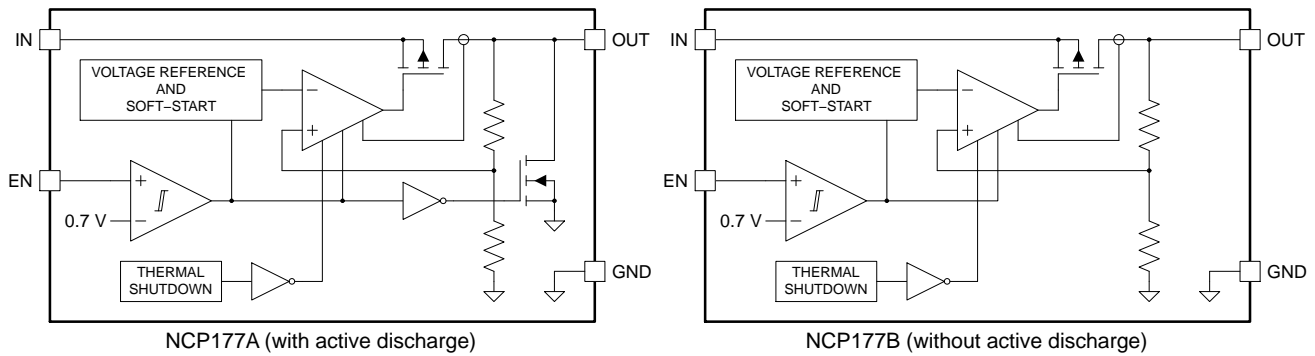 IN
OUT
VOLTAGE REFERENCE
AND
SOFT−START
−
+
EN
+
0.7 V
−
THERMAL
SHUTDOWN
GND
NCP177A (with active discharge)
IN
OUT
VOLTAGE REFERENCE
AND
SOFT−START
−
+
EN
+
0.7 V
−
THERMAL
SHUTDOWN
GND
NCP177B (without active discharge)